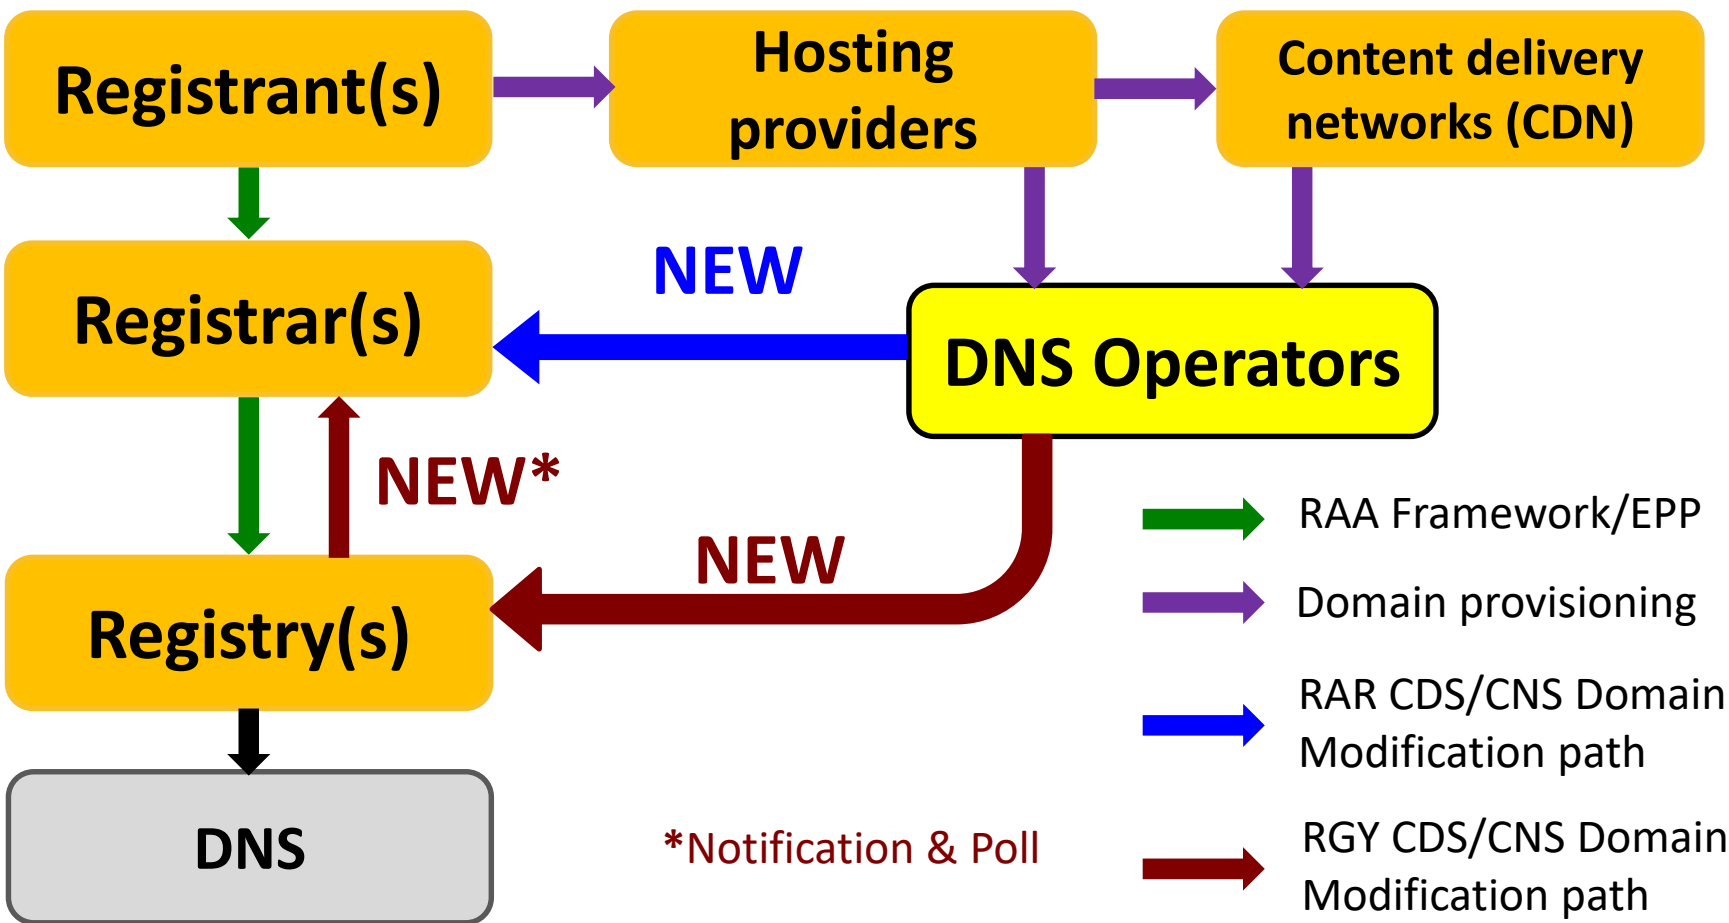 Registrant(s)
Hosting
providers
Content delivery
networks (CDN)
Registrar(s)
NEW
DNS Operators
NEW*
NEW
Registry(s)
DNS
*Notification & Poll
RAA Framework/EPP
Domain provisioning
RAR CDS/CNS Domain
Modification path
RGY CDS/CNS Domain
Modification path